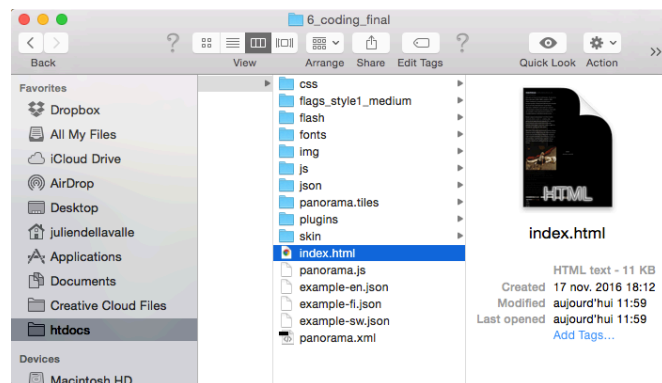 6_coding_final
Back
View
Arrange
Share
Edit Tags
Quick Look
Action
Favorites
Dropbox
All My Files
iCloud Drive
AirDrop
Desktop
juliendellavalle
Applications
Documents
Creative Cloud Files
htdocs
Devices
Macintosh HD
css
flags_style1_medium
flash
fonts
img
js
json
panorama.tiles
plugins
skin
index.html
panorama.js
example-en.json
example-fi.json
example-sw.json
panorama.xml
HTML
index.html
HTML text - 11 KB
Created 17 nov. 2016 18:12
Modified aujourd'hui 11:59
Last opened aujourd'hui 11:59
Add Tags...